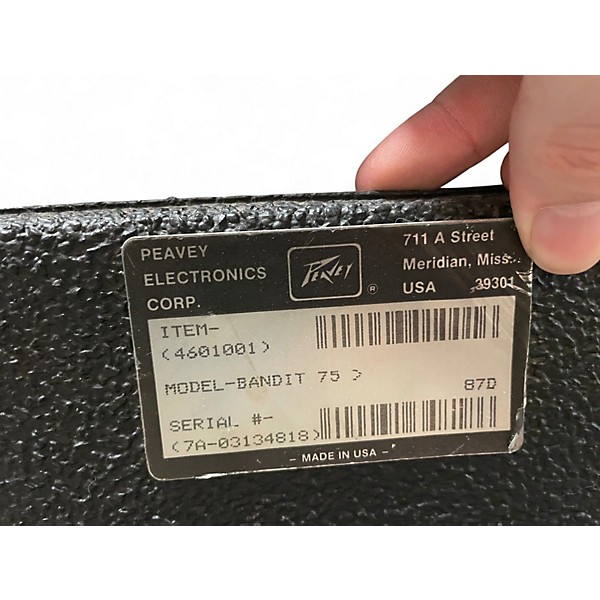 PEAVEY
ELECTRONICS
CORP.
PEAVEY
®
711 A Street
Meridian, Miss.
USA 39301
ITEM-
(4601001)
MODEL-BANDIT 75 >
87D
SERIAL #-
(7A-03134818)
- MADE IN USA -